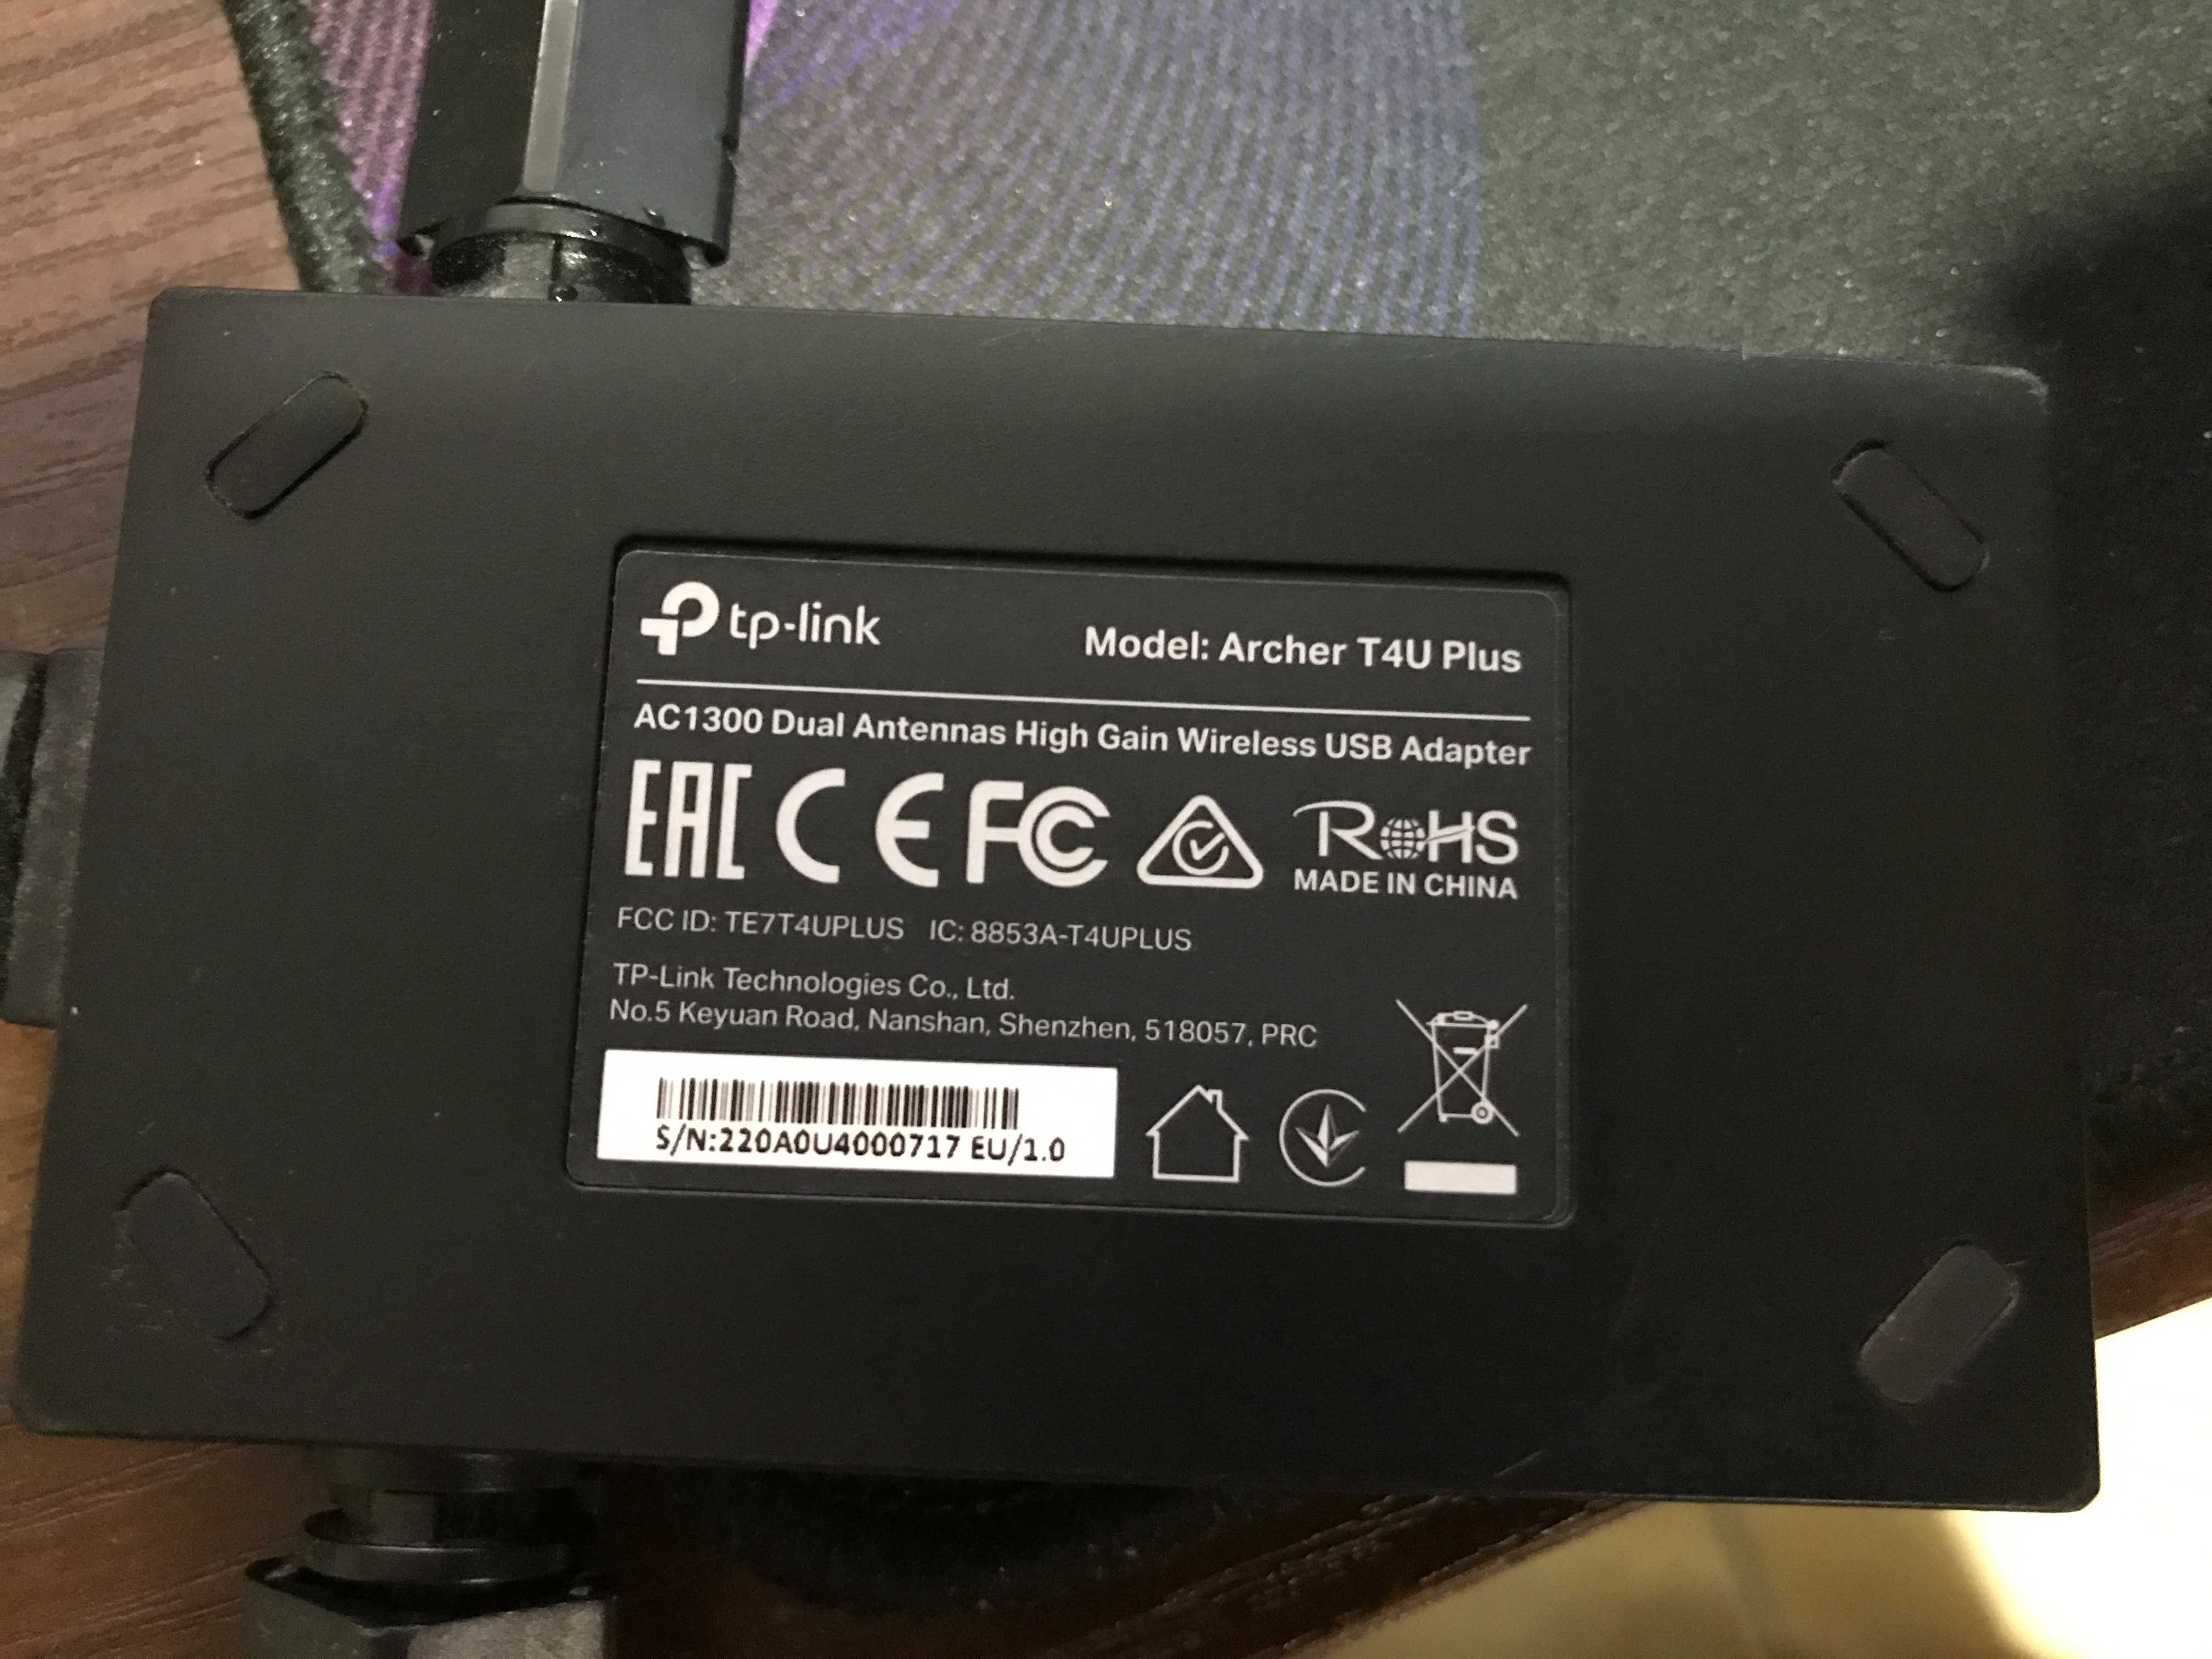 tp-link
Model: Archer T4U Plus
AC1300 Dual Antennas High Gain Wireless USB Adapter
EAC CE FC RoHS
MADE IN CHINA
FCC ID: TE7T4UPLUS IC: 8853A-T4UPLUS
TP-Link Technologies Co., Ltd.
No.5 Keyuan Road, Nanshan, Shenzhen, 518057, PRC
S/N:220A0U4000717 EU/1.0